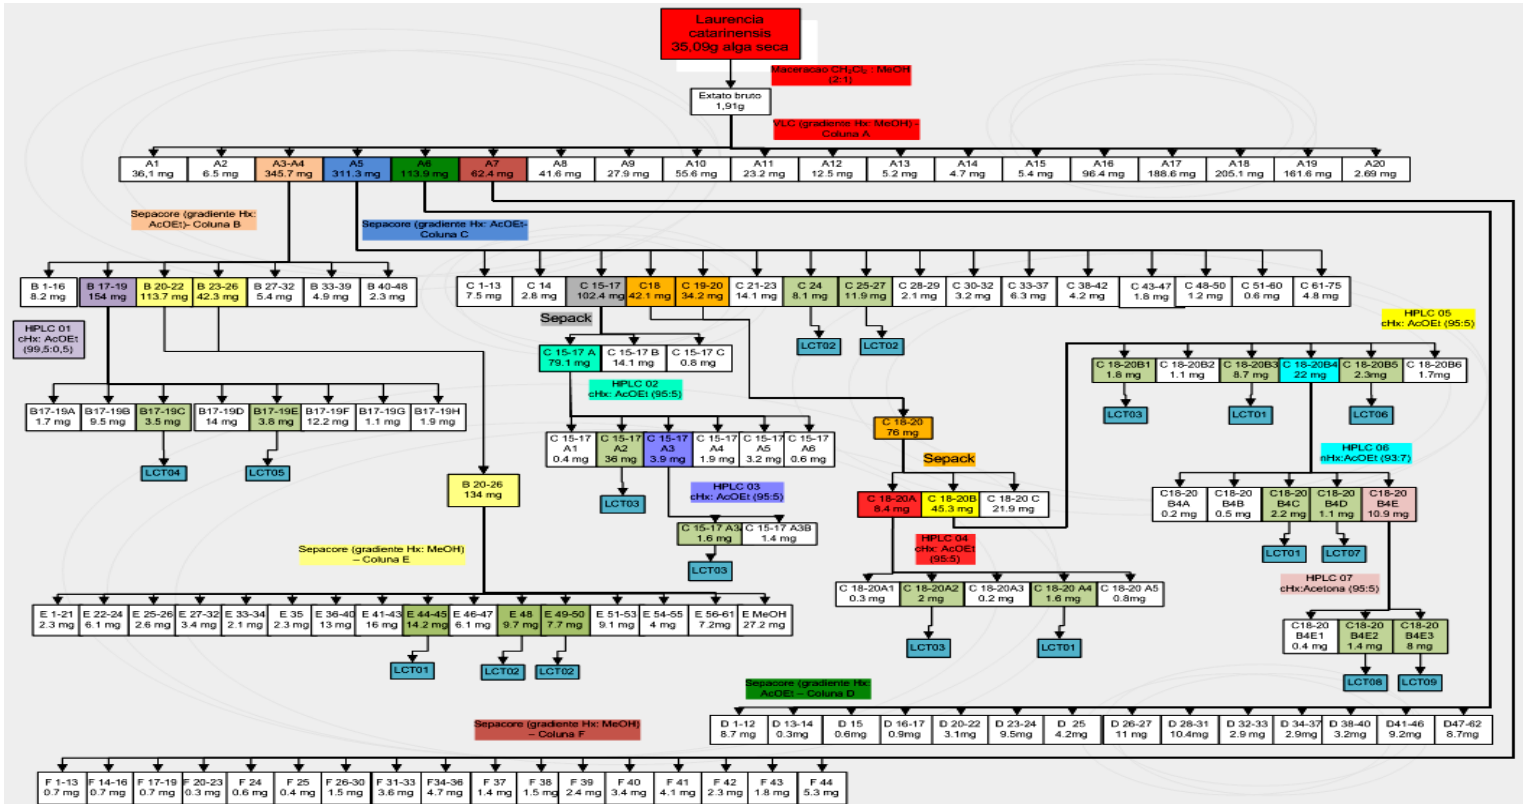 Laurencia
catarinensis
35,09g alga seca
Maceracao CH₂Cl₂ : MeOH
(2:1)
Extato bruto
1,91g
VLC (gradiente Hx: MeOH) -
Coluna A
A1
36,1 mg
A2
6.5 mg
A3-A4
345.7 mg
A5
311.3 mg
A6
113.9 mg
A7
62.4 mg
A8
41.6 mg
A9
27.9 mg
A10
55.6 mg
A11
23.2 mg
A12
12.5 mg
A13
5.2 mg
A14
4.7 mg
A15
5.4 mg
A16
96.4 mg
A17
188.6 mg
A18
205.1 mg
A19
161.6 mg
A20
2.69 mg
Sepacore (gradiente Hx:
AcOEt)- Coluna B
Sepacore (gradiente Hx: AcOEt-
Coluna C
B 1-16
8.2 mg
B 17-19
154 mg
B 20-22
113.7 mg
B 23-26
42.3 mg
B 27-32
5.4 mg
B 33-39
4.9 mg
B 40-48
2.3 mg
C 1-13
7.5 mg
C 14
2.8 mg
C 15-17
102.4 mg
C18
42.1 mg
C 19-20
34.2 mg
C 21-23
14.1 mg
C 24
8.1 mg
C 25-27
11.9 mg
C 28-29
2.1 mg
C 30-32
3.2 mg
C 33-37
6.3 mg
C 38-42
4.2 mg
C 43-47
1.8 mg
C 48-50
1.2 mg
C 51-60
0.6 mg
C 61-75
4.8 mg
HPLC 01
cHx: AcOEt
(99,5:0,5)
Sepack
LCT02
LCT02
HPLC 05
cHx: AcOEt (95:5)
C 15-17 A
79.1 mg
C 15-17 B
14.1 mg
C 15-17 C
0.8 mg
C 18-20B1
1.8 mg
C 18-20B2
1.1 mg
C 18-20B3
8.7 mg
C 18-20B4
22 mg
C 18-20B5
2.3mg
C 18-20B6
1.7mg
HPLC 02
cHx: AcOEt (95:5)
LCT03
LCT01
LCT06
B17-19A
1.7 mg
B17-19B
9.5 mg
B17-19C
3.5 mg
B17-19D
14 mg
B17-19E
3.8 mg
B17-19F
12.2 mg
B17-19G
1.1 mg
B17-19H
1.9 mg
C 18-20
76 mg
C 15-17
A1
0.4 mg
C 15-17
A2
36 mg
C 15-17
A3
3.9 mg
C 15-17
A4
1.9 mg
C 15-17
A5
3.2 mg
C 15-17
A6
0.6 mg
HPLC 06
nHx:AcOEt (93:7)
LCT04
LCT05
Sepack
B 20-26
134 mg
HPLC 03
cHx: AcOEt (95:5)
LCT03
C 18-20A
8.4 mg
C 18-20B
45.3 mg
C 18-20 C
21.9 mg
C18-20
B4A
0.2 mg
C18-20
B4B
0.5 mg
C18-20
B4C
2.2 mg
C18-20
B4D
1.1 mg
C18-20
B4E
10.9 mg
C 15-17 A3
1.6 mg
C 15-17 A3B
1.4 mg
HPLC 04
cHx: AcOEt
(95:5)
LCT01
LCT07
Sepacore (gradiente Hx: MeOH)
– Coluna E
LCT03
HPLC 07
cHx:Acetona (95:5)
C 18-20A1
0.3 mg
C 18-20A2
2 mg
C 18-20A3
0.2 mg
C 18-20 A4
1.6 mg
C 18-20 A5
0.8mg
E 1-21
2.3 mg
E 22-24
6.1 mg
E 25-26
2.6 mg
E 27-32
3.4 mg
E 33-34
2.1 mg
E 35
2.3 mg
E 36-40
13 mg
E 41-43
16 mg
E 44-45
14.2 mg
E 46-47
6.1 mg
E 48
9.7 mg
E 49-50
7.7 mg
E 51-53
9.1 mg
E 54-55
4 mg
E 56-61
7.2mg
E MeOH
27.2 mg
C18-20
B4E1
0.4 mg
C18-20
B4E2
1.4 mg
C18-20
B4E3
8 mg
LCT03
LCT01
LCT01
LCT02
LCT02
LCT08
LCT09
Sepacore (gradiente Hx:
AcOEt – Coluna D
Sepacore (gradiente Hx: MeOH)
– Coluna F
D 1-12
8.7 mg
D 13-14
0.3mg
D 15
0.6mg
D 16-17
0.9mg
D 20-22
3.1mg
D 23-24
9.5mg
D 25
4.2mg
D 26-27
11 mg
D 28-31
10.4mg
D 32-33
2.9 mg
D 34-37
2.9mg
D 38-40
3.2mg
D41-46
9.2mg
D47-62
8.7mg
F 1-13
0.7 mg
F 14-16
0.7 mg
F 17-19
0.7 mg
F 20-23
0.3 mg
F 24
0.6 mg
F 25
0.4 mg
F 26-30
1.5 mg
F 31-33
3.6 mg
F34-36
4.7 mg
F 37
1.4 mg
F 38
1.5 mg
F 39
2.4 mg
F 40
3.4 mg
F 41
4.1 mg
F 42
2.3 mg
F 43
1.8 mg
F 44
5.3 mg